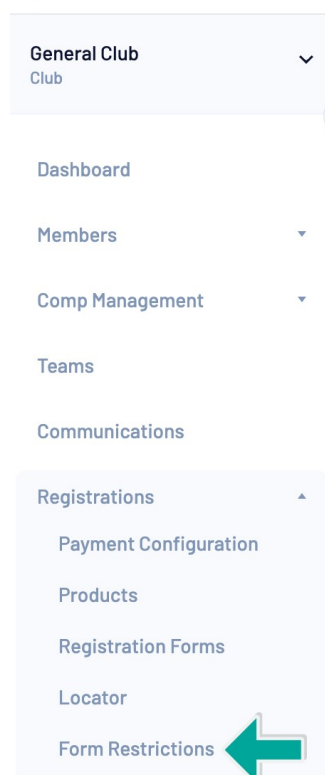 General Club
Club
Dashboard
Members
Comp Management
Teams
Communications
Registrations
Payment Configuration
Products
Registration Forms
Locator
Form Restrictions